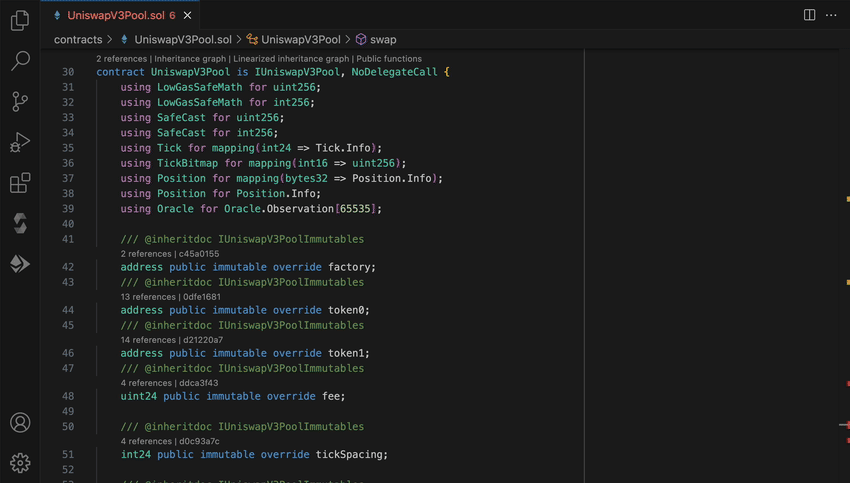 UniswapV3Pool.sol 6
contracts > UniswapV3Pool.sol > UniswapV3Pool > swap
2 references | Inheritance graph | Linearized inheritance graph | Public functions
30 contract UniswapV3Pool is IUniswapV3Pool, NoDelegateCall {
31 using LowGasSafeMath for uint256;
32 using LowGasSafeMath for int256;
33 using SafeCast for uint256;
34 using SafeCast for int256;
35 using Tick for mapping(int24 => Tick.Info);
36 using TickBitmap for mapping(int16 => uint256);
37 using Position for mapping(bytes32 => Position.Info);
38 using Position for Position.Info;
39 using Oracle for Oracle.Observation[65535];
40
41 /// @inheritdoc IUniswapV3PoolImmutables
2 references | c45a0155
42 address public immutable override factory;
43 /// @inheritdoc IUniswapV3PoolImmutables
13 references | 0dfe1681
44 address public immutable override token0;
45 /// @inheritdoc IUniswapV3PoolImmutables
14 references | d21220a7
46 address public immutable override token1;
47 /// @inheritdoc IUniswapV3PoolImmutables
4 references | ddca3f43
48 uint24 public immutable override fee;
49
50 /// @inheritdoc IUniswapV3PoolImmutables
4 references | d0c93a7c
51 int24 public immutable override tickSpacing;
52
53 /// @inheritdoc IUniswapV3PoolImmutables